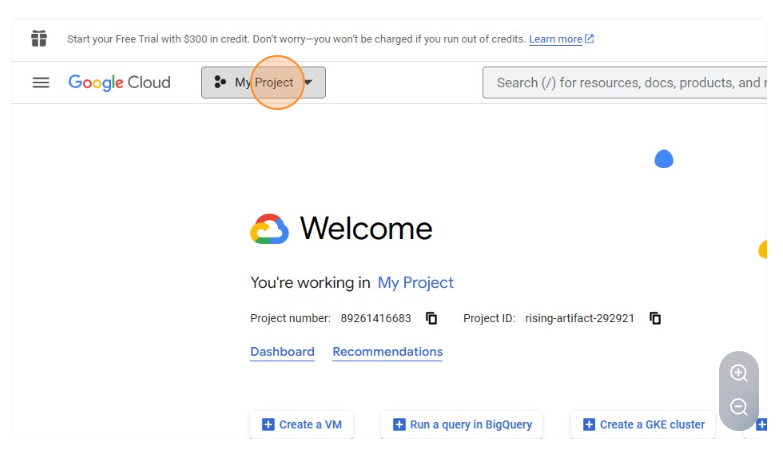 Start your Free Trial with $300 in credit. Don't worry—you won't be charged if you run out of credits. Learn more
Google Cloud
My Project
Search (/) for resources, docs, products, and
Welcome
You're working in My Project
Project number: 89261416683 Project ID: rising-artifact-292921
Dashboard Recommendations
Create a VM Run a query in BigQuery Create a GKE cluster